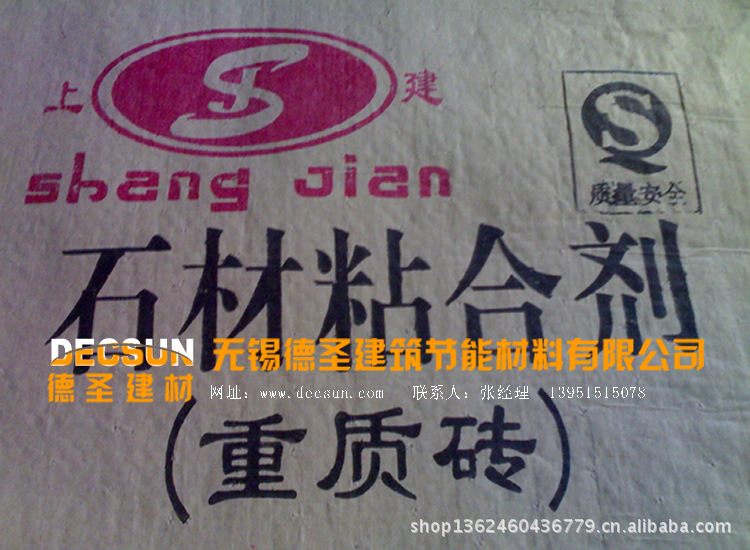 上 建
shang Jian
质量安全
石材粘合剂
DECSUN 无锡德圣建筑节能材料有限公司
德圣建材 网址:www.decsun.com 联系人:张经理 13951515078
(重质砖)
shop1362460436779.cn.alibaba.com